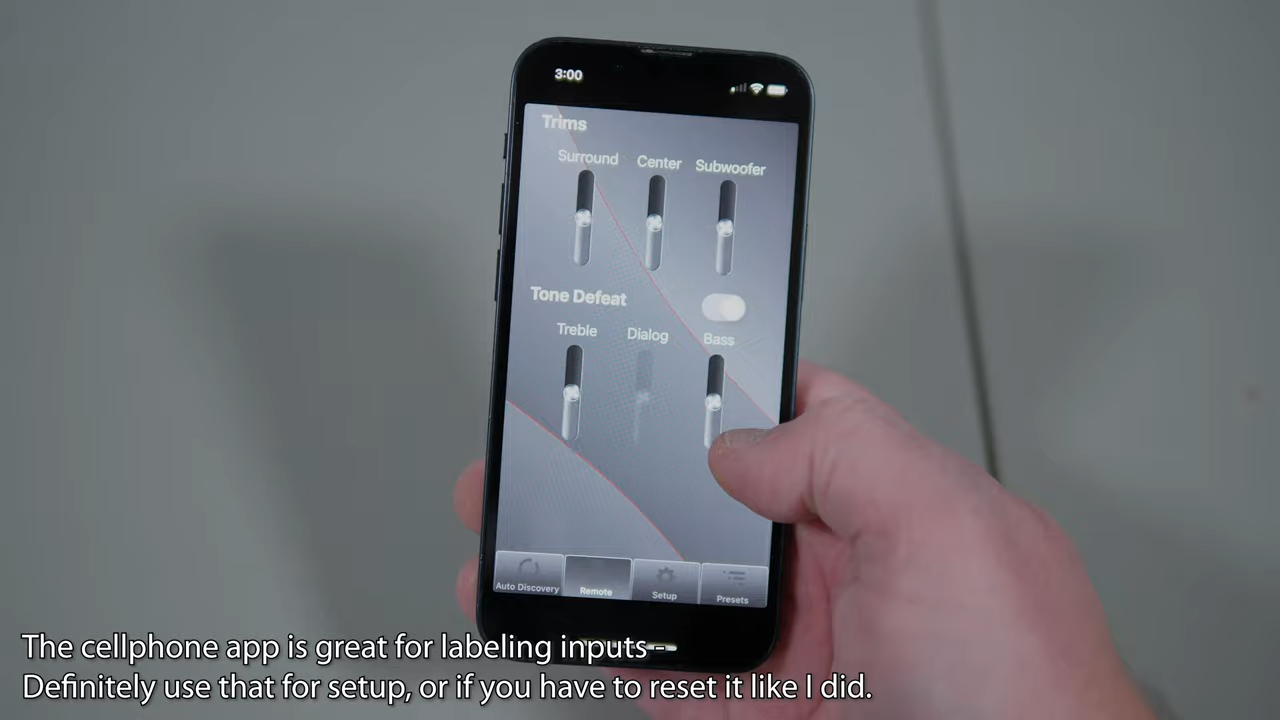 3:00
Trims
Surround Center Subwoofer
Tone Defeat
Treble Dialog Bass
Auto Discovery Remote Setup Presets
The cellphone app is great for labeling inputs -
Definitely use that for setup, or if you have to reset it like I did.